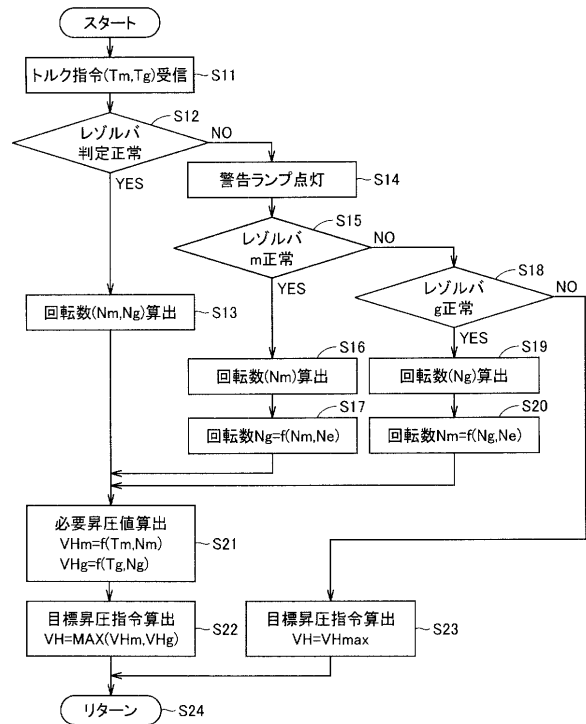 スタート
トルク指令(Tm,Tg)受信
S11
S12
レゾルバ
判定正常
NO
YES
警告ランプ点灯
S14
S15
レゾルバ
m正常
NO
YES
S18
レゾルバ
g正常
NO
YES
回転数(Nm,Ng)算出
S13
S16
回転数(Nm)算出
S19
回転数(Ng)算出
S17
回転数Ng=f(Nm,Ne)
S20
回転数Nm=f(Ng,Ne)
必要昇圧値算出
VHm=f(Tm,Nm)
VHg=f(Tg,Ng)
S21
目標昇圧指令算出
VH=MAX(VHm,VHg)
S22
目標昇圧指令算出
VH=VHmax
S23
リターン
S24